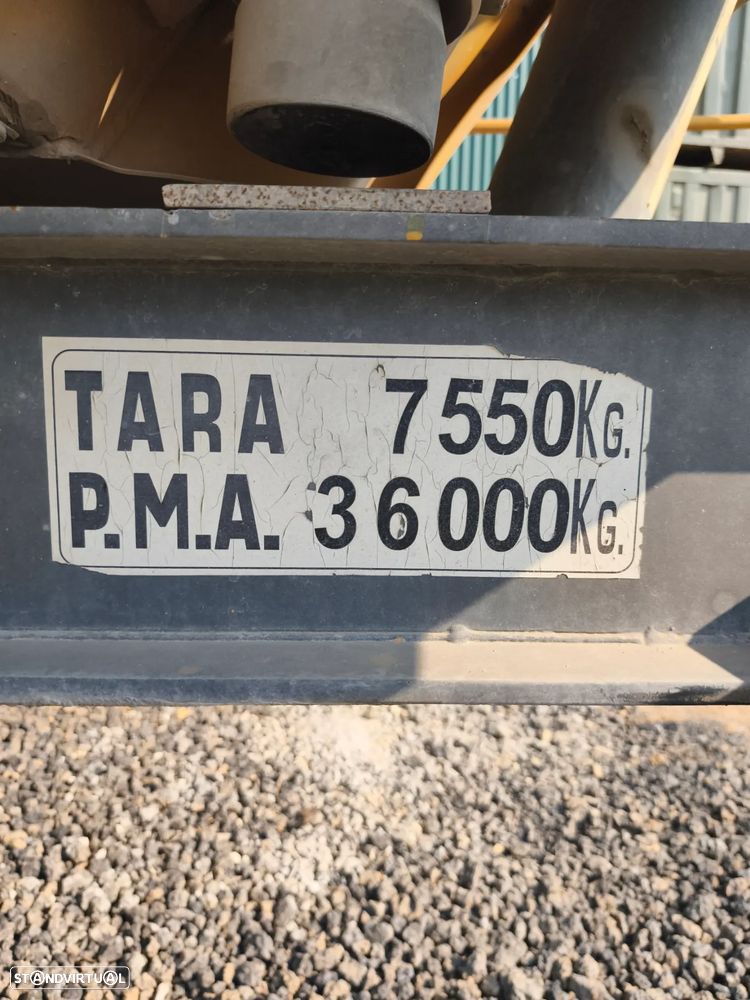 TARA 7550KG.
P.M.A. 36000KG.
STANDVIRTUAL